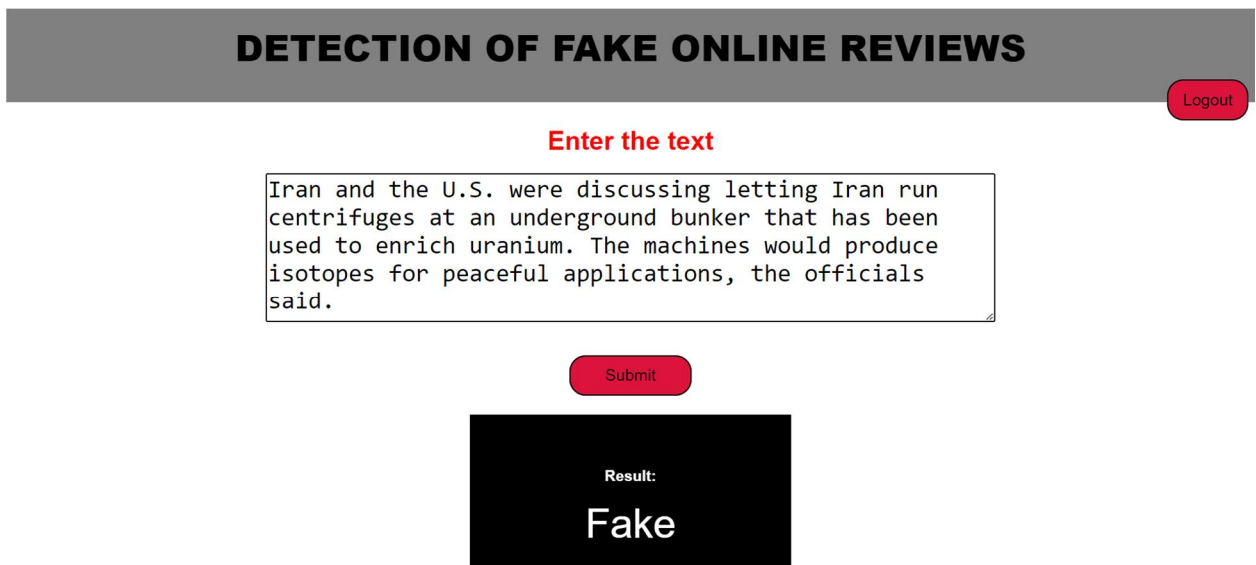 DETECTION OF FAKE ONLINE REVIEWS
Logout
Enter the text
Iran and the U.S. were discussing letting Iran run
centrifuges at an underground bunker that has been
used to enrich uranium. The machines would produce
isotopes for peaceful applications, the officials
said.
Submit
Result:
Fake